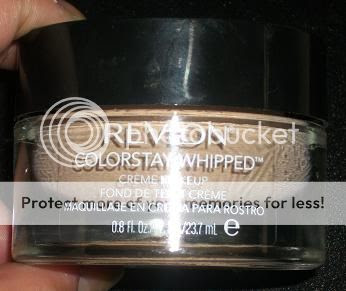 REVLON
COLORSTAY WHIPPED™
CREME MAKEUP
FOND DE TEINT CRÈME
MAQUILLAGE EN CREMA PARA ROSTRO
0.8 fl. oz. 23.7 mL e
Protect more of your memories for less!